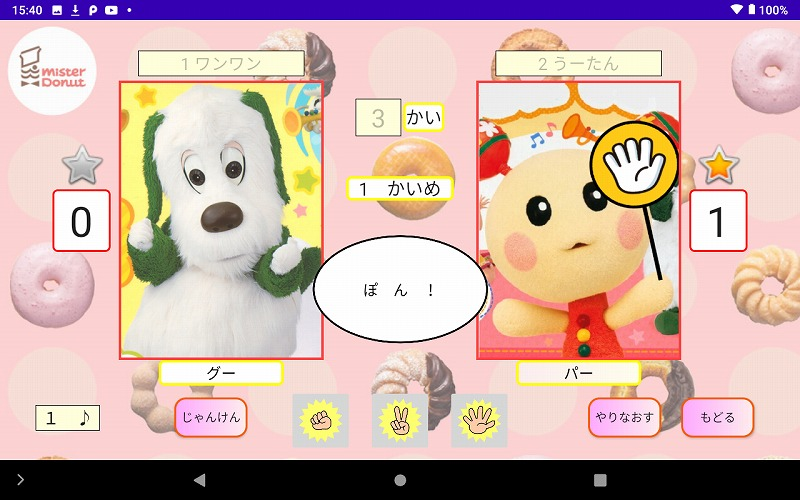 15:40
100%
mister Donut
1 ワンワン
2 うーたん
3 かい
1 かいめ
0
1
ぽ ん !
グー
パー
1 ♪
じゃんけん
やりなおす
もどる